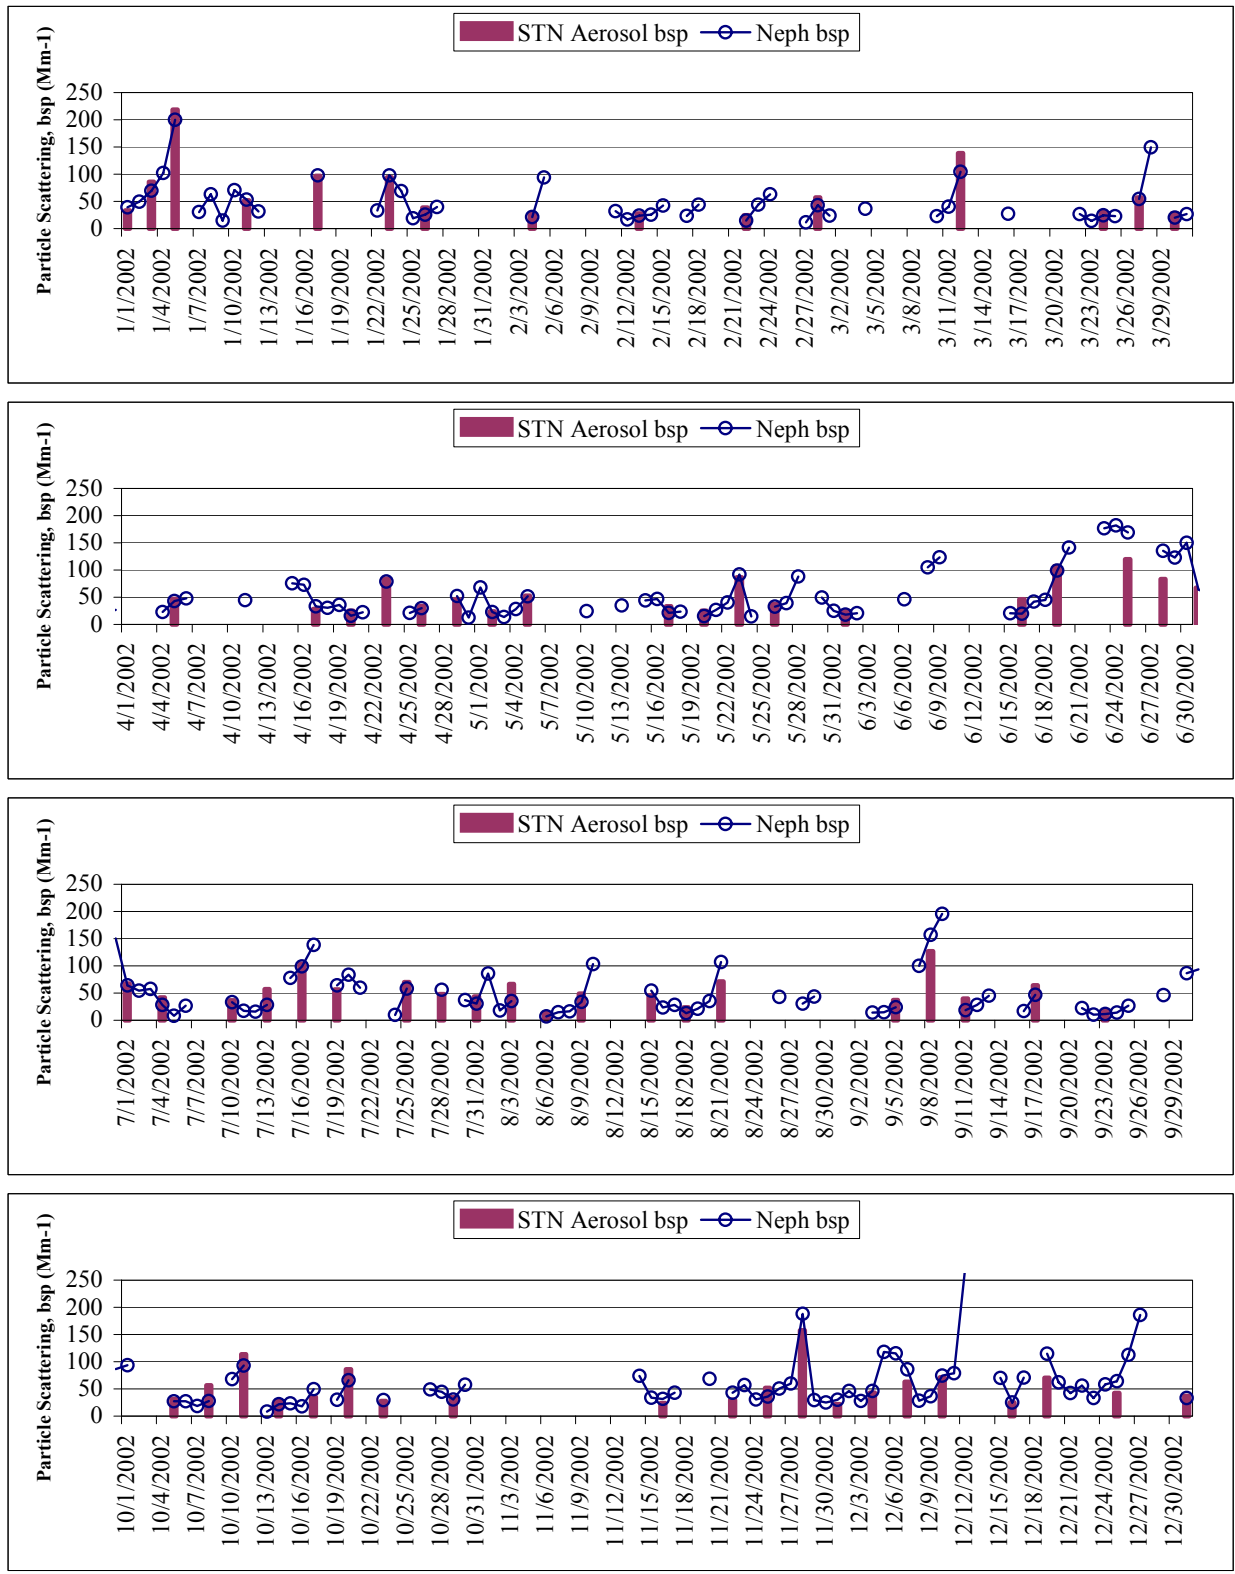 STN Aerosol bsp Neph bsp
Particle Scattering, bsp (Mm-1)
250
200
150
100
50
0
1/1/2002 1/4/2002 1/7/2002 1/10/2002 1/13/2002 1/16/2002 1/19/2002 1/22/2002 1/25/2002 1/28/2002 1/31/2002 2/3/2002 2/6/2002 2/9/2002 2/12/2002 2/15/2002 2/18/2002 2/21/2002 2/24/2002 2/27/2002 3/2/2002 3/5/2002 3/8/2002 3/11/2002 3/14/2002 3/17/2002 3/20/2002 3/23/2002 3/26/2002 3/29/2002
STN Aerosol bsp Neph bsp
Particle Scattering, bsp (Mm-1)
250
200
150
100
50
0
4/1/2002 4/4/2002 4/7/2002 4/10/2002 4/13/2002 4/16/2002 4/19/2002 4/22/2002 4/25/2002 4/28/2002 5/1/2002 5/4/2002 5/7/2002 5/10/2002 5/13/2002 5/16/2002 5/19/2002 5/22/2002 5/25/2002 5/28/2002 5/31/2002 6/3/2002 6/6/2002 6/9/2002 6/12/2002 6/15/2002 6/18/2002 6/21/2002 6/24/2002 6/27/2002 6/30/2002
STN Aerosol bsp Neph bsp
Particle Scattering, bsp (Mm-1)
250
200
150
100
50
0
7/1/2002 7/4/2002 7/7/2002 7/10/2002 7/13/2002 7/16/2002 7/19/2002 7/22/2002 7/25/2002 7/28/2002 7/31/2002 8/3/2002 8/6/2002 8/9/2002 8/12/2002 8/15/2002 8/18/2002 8/21/2002 8/24/2002 8/27/2002 8/30/2002 9/2/2002 9/5/2002 9/8/2002 9/11/2002 9/14/2002 9/17/2002 9/20/2002 9/23/2002 9/26/2002 9/29/2002
STN Aerosol bsp Neph bsp
Particle Scattering, bsp (Mm-1)
250
200
150
100
50
0
10/1/2002 10/4/2002 10/7/2002 10/10/2002 10/13/2002 10/16/2002 10/19/2002 10/22/2002 10/25/2002 10/28/2002 10/31/2002 11/3/2002 11/6/2002 11/9/2002 11/12/2002 11/15/2002 11/18/2002 11/21/2002 11/24/2002 11/27/2002 11/30/2002 12/3/2002 12/6/2002 12/9/2002 12/12/2002 12/15/2002 12/18/2002 12/21/2002 12/24/2002 12/27/2002 12/30/2002